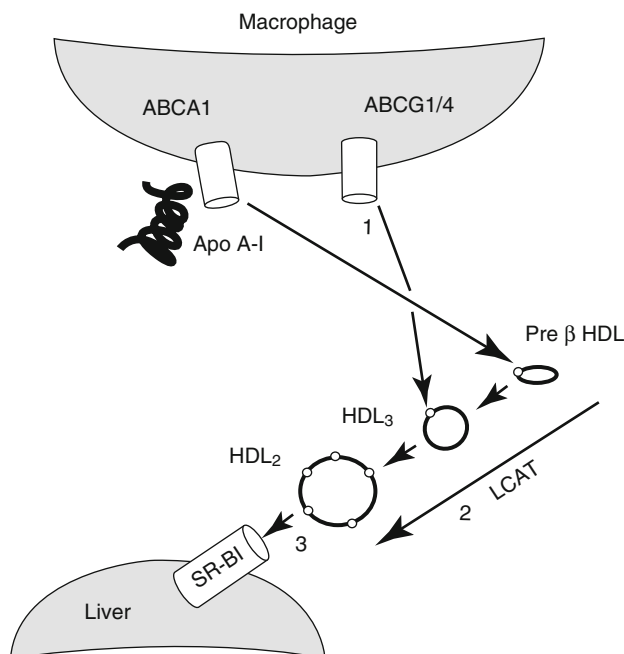 Macrophage
ABCA1
ABCG1/4
1
Apo A-I
Pre β HDL
HDL₃
HDL₂
LCAT
2
3
SR-BI
Liver